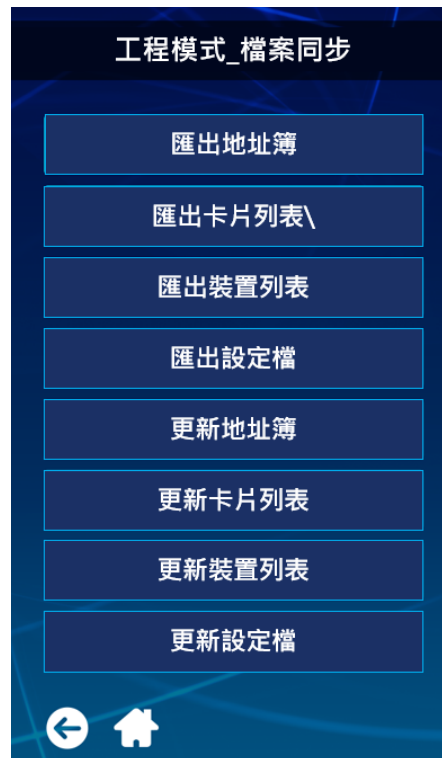 工程模式_檔案同步
匯出地址簿
匯出卡片列表\
匯出裝置列表
匯出設定檔
更新地址簿
更新卡片列表
更新裝置列表
更新設定檔